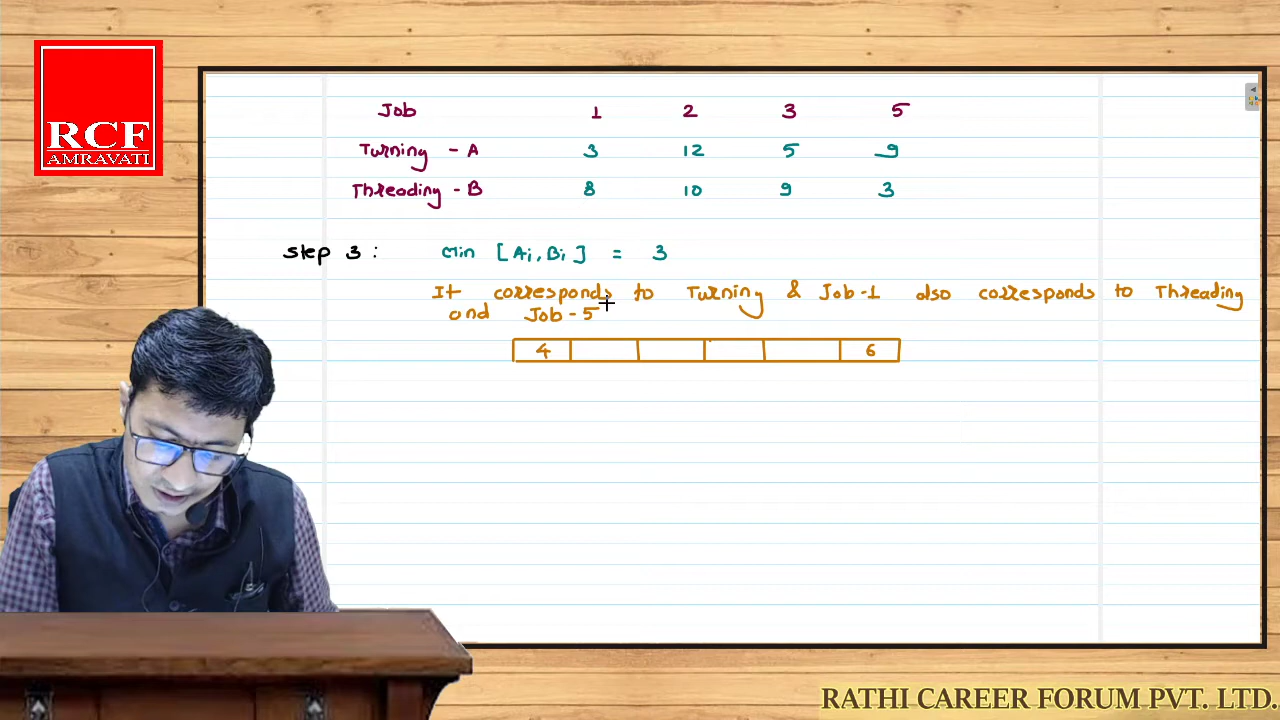 RCF
AMRAVATI
Job 1 2 3 5
Turning - A 3 12 5 9
Threading - B 8 10 9 3
Step 3 : Min [Ai, Bi] = 3
It corresponds to Turning & Job-1 also corresponds to Threading
and Job - 5
4 6
RATHI CAREER FORUM PVT. LTD.